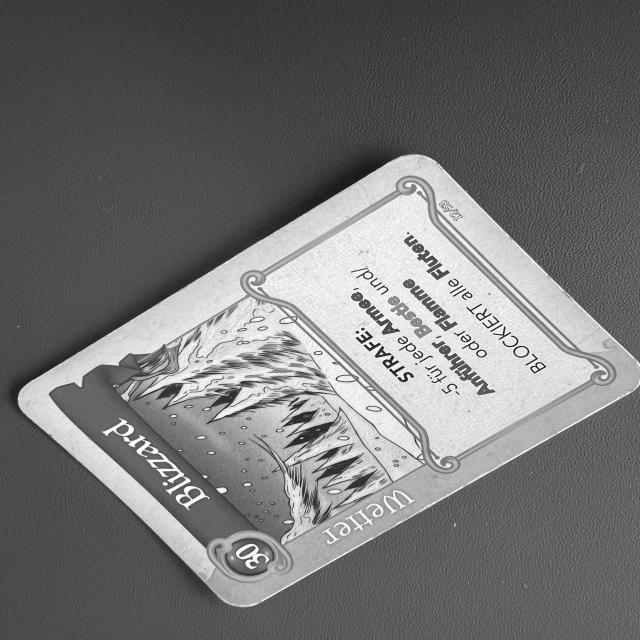 30
Blizzard
Wetter
STRAFE:
-5 für jede Armee,
Anführer, Bestie und/
oder Flamme
BLOCKIERT alle Fluten.